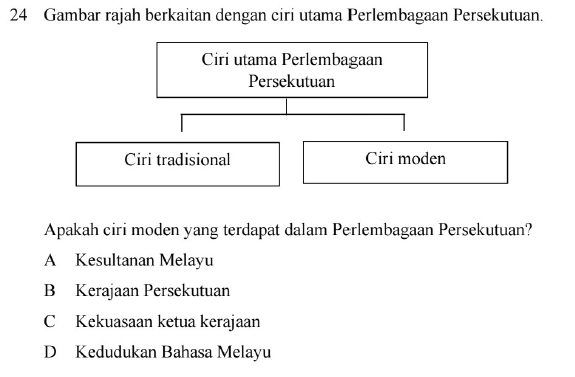 24 Gambar rajah berkaitan dengan ciri utama Perlembagaan Persekutuan.
Ciri utama Perlembagaan
Persekutuan
Ciri tradisional
Ciri moden
Apakah ciri moden yang terdapat dalam Perlembagaan Persekutuan?
A Kesultanan Melayu
B Kerajaan Persekutuan
C Kekuasaan ketua kerajaan
D Kedudukan Bahasa Melayu